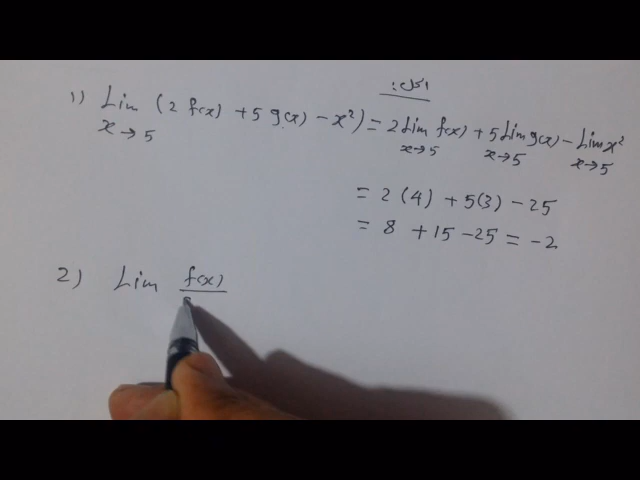 الحل:
1) Lim (2 f(x) + 5 g(x) - x²) = 2 Lim f(x) + 5 Lim g(x) - Lim x²
x→5 x→5 x→5 x→5
= 2 (4) + 5(3) - 25
= 8 + 15 - 25 = -2
2) Lim f(x)